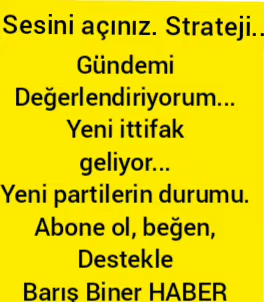 Sesini açınız. Strateji..
Gündemi
Değerlendiriyorum...
Yeni ittifak
geliyor...
Yeni partilerin durumu.
Abone ol, beğen,
Destekle
Barış Biner HABER